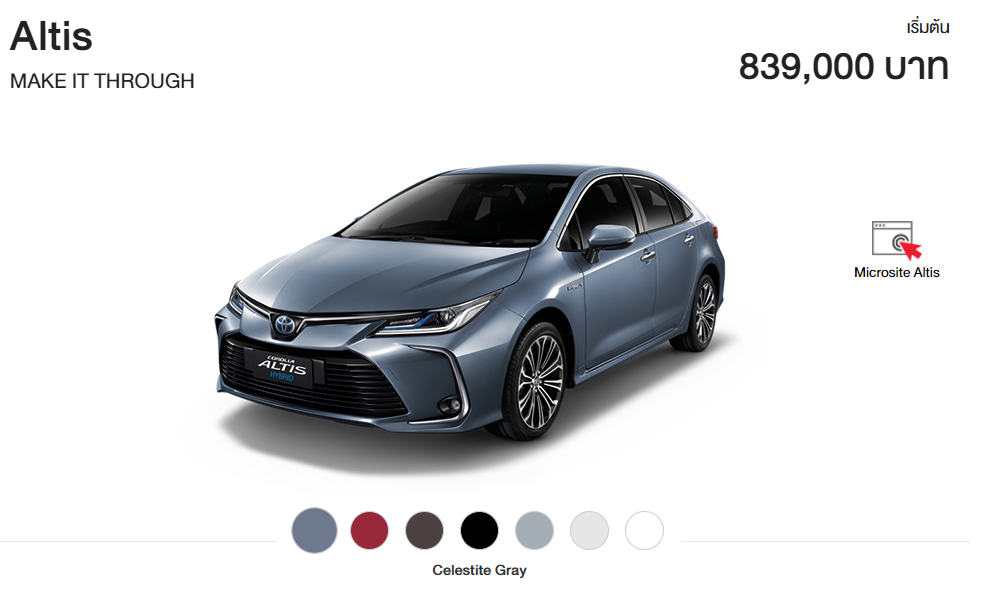 Altis
MAKE IT THROUGH
เริ่มต้น
839,000 บาท
COROLLA
ALTIS
HYBRID
Microsite Altis
Celestite Gray